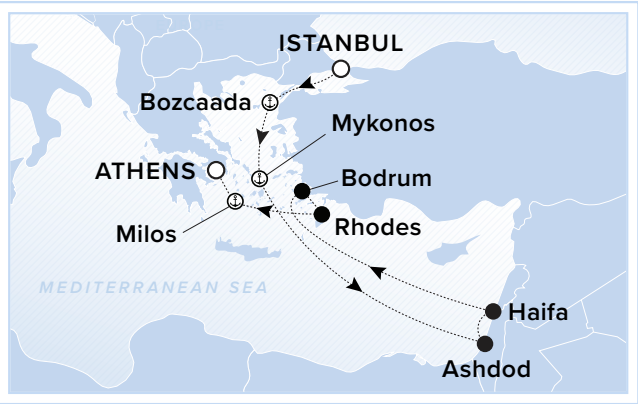 ISTANBUL
Bozcaada
Mykonos
ATHENS
Bodrum
Milos
Rhodes
MEDITERRANEAN SEA
Haifa
Ashdod